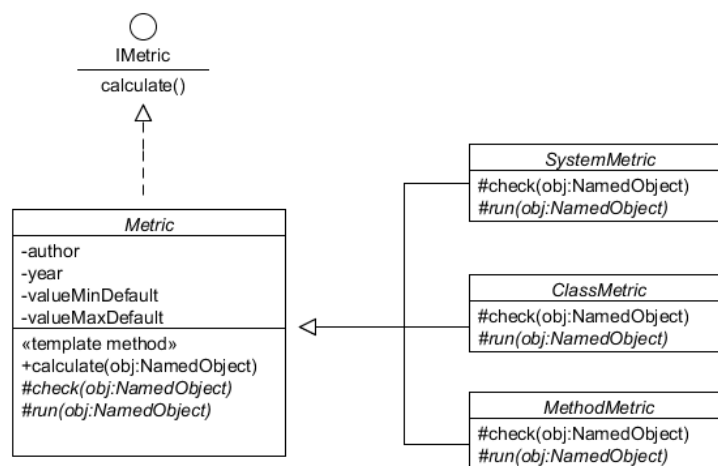 IMetric
calculate()
Metric
-author
-year
-valueMinDefault
-valueMaxDefault
«template method»
+calculate(obj:NamedObject)
#check(obj:NamedObject)
#run(obj:NamedObject)
SystemMetric
#check(obj:NamedObject)
#run(obj:NamedObject)
ClassMetric
#check(obj:NamedObject)
#run(obj:NamedObject)
MethodMetric
#check(obj:NamedObject)
#run(obj:NamedObject)